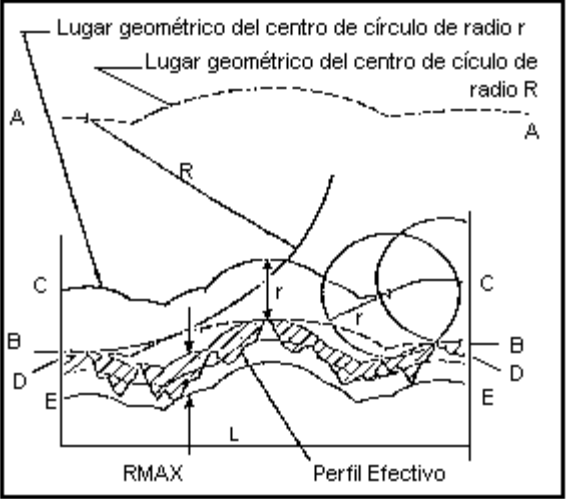 Lugar geométrico del centro de círculo de radio r
Lugar geométrico del centro de cículo de
radio R
A
A
R
C
r
C
r
B
B
D
D
E
E
L
RMAX
Perfil Efectivo